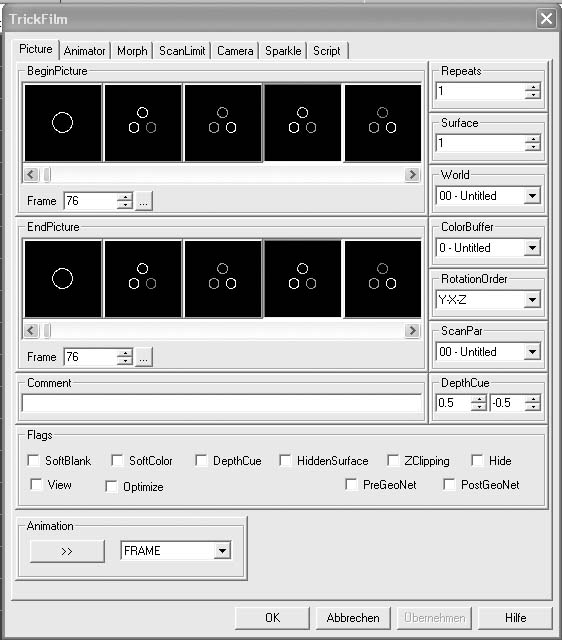 TrickFilm
Picture Animator Morph ScanLimit Camera Sparkle Script
BeginPicture
Frame 76 ...
EndPicture
Frame 76 ...
Comment
Repeats
1
Surface
1
World
00 - Untitled
ColorBuffer
0 - Untitled
RotationOrder
Y-X-Z
ScanPar
00 - Untitled
DepthCue
0.5 -0.5
Flags
SoftBlank SoftColor DepthCue HiddenSurface ZClipping Hide
View Optimize PreGeoNet PostGeoNet
Animation
>> FRAME
OK Abbrechen Übernehmen Hilfe